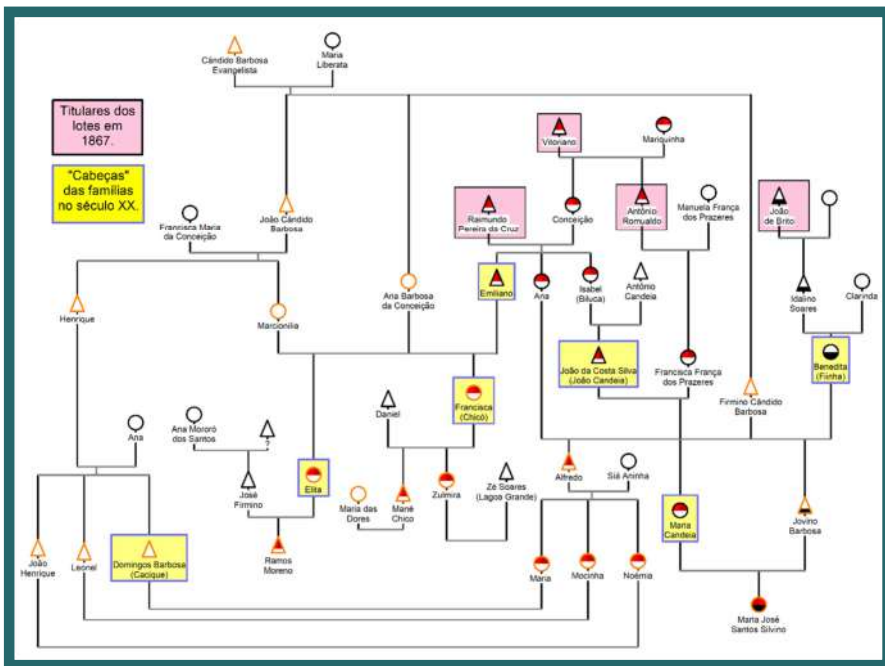 Cândido Barbosa
Evangelista
Maria
Liberata
Titulares dos
lotes em
1867.
"Cabeças"
das famílias
no século XX.
Vitoriano
Mariquinha
Francisca Maria
da Conceição
João Cândido
Barbosa
Raimundo
Pereira da Cruz
Conceição
Antônio
Romualdo
Manuela França
dos Prazeres
João
de Brito
Henrique
Marcionilia
Ana Barbosa
da Conceição
Emiliano
Ana
Isabel
(Biluca)
Antônio
Candeia
Idalino
Soares
Clarinda
João da Costa Silva
(João Candeia)
Francisca França
dos Prazeres
Benedita
(Fiinha)
Francisca
(Chicó)
Firmino Cândido
Barbosa
Daniel
Ana
Ana Mororó
dos Santos
?
José
Firmino
Elita
Maria das
Dores
Mané
Chico
Zulmira
Zé Soares
(Lagoa Grande)
Alfredo
Siá Aninha
Maria
Candeia
Jovino
Barbosa
João
Henrique
Leonel
Domingos Barbosa
(Cacique)
Ramos
Moreno
Maria
Mocinha
Noêmia
Maria José
Santos Silvino